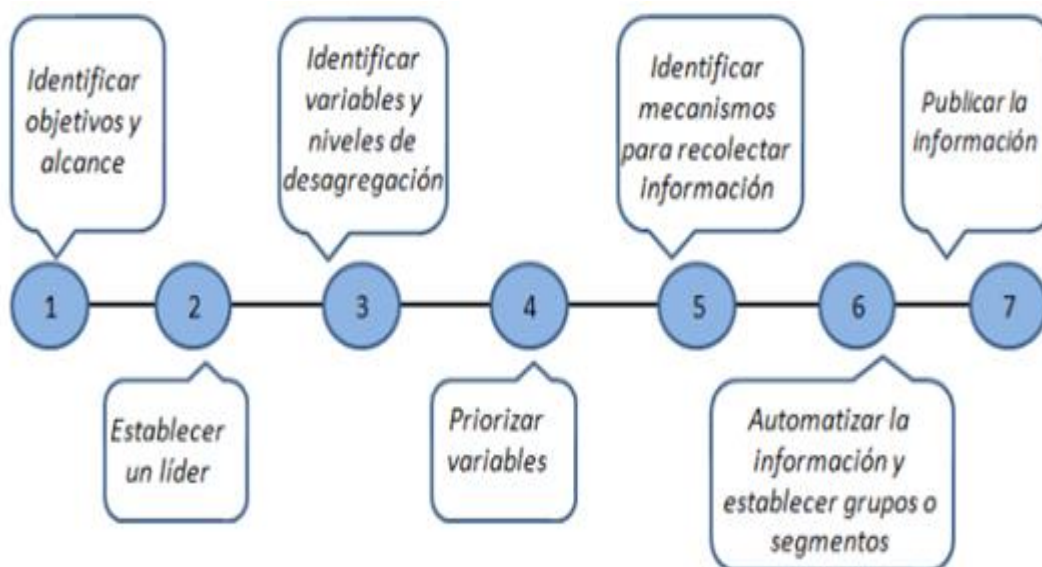 Identificar
objetivos y
alcance
Identificar
variables y
niveles de
desagregación
Identificar
mecanismos
para recolectar
información
Publicar la
información
1
2
3
4
5
6
7
Establecer
un líder
Priorizar
variables
Automatizar la
información y
establecer grupos o
segmentos